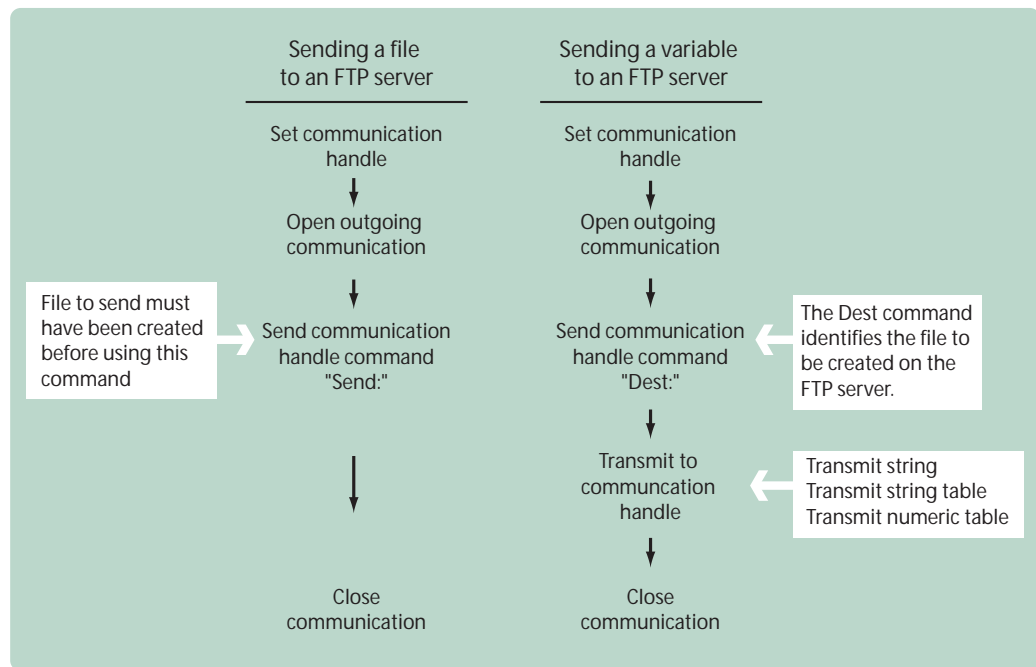 Sending a file
to an FTP server
Set communication
handle
Open outgoing
communication
File to send must
have been created
before using this
command
Send communication
handle command
"Send:"
Close
communication
Sending a variable
to an FTP server
Set communication
handle
Open outgoing
communication
Send communication
handle command
"Dest:"
The Dest command
identifies the file to
be created on the
FTP server.
Transmit to
communcation
handle
Transmit string
Transmit string table
Transmit numeric table
Close
communication